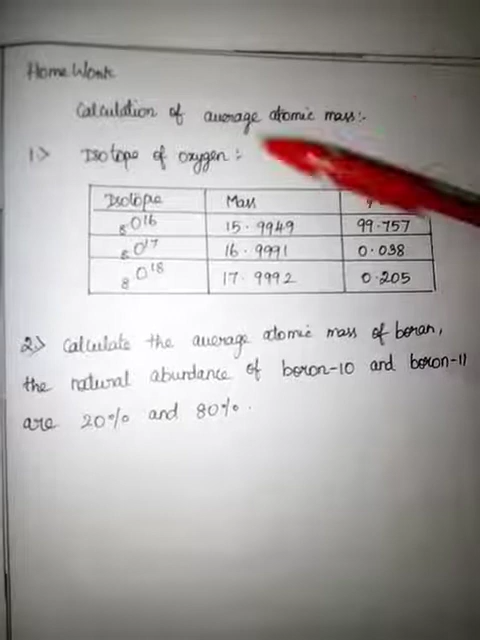 Home Work
Calculation of average atomic mass:-
1.> Isotope of oxygen:
Isotope Mass
₈O¹⁶ 15.9949 99.757
₈O¹⁷ 16.9991 0.038
₈O¹⁸ 17.9992 0.205
2.> Calculate the average atomic mass of boran,
the natural abundance of boron-10 and boron-11
are 20% and 80%.